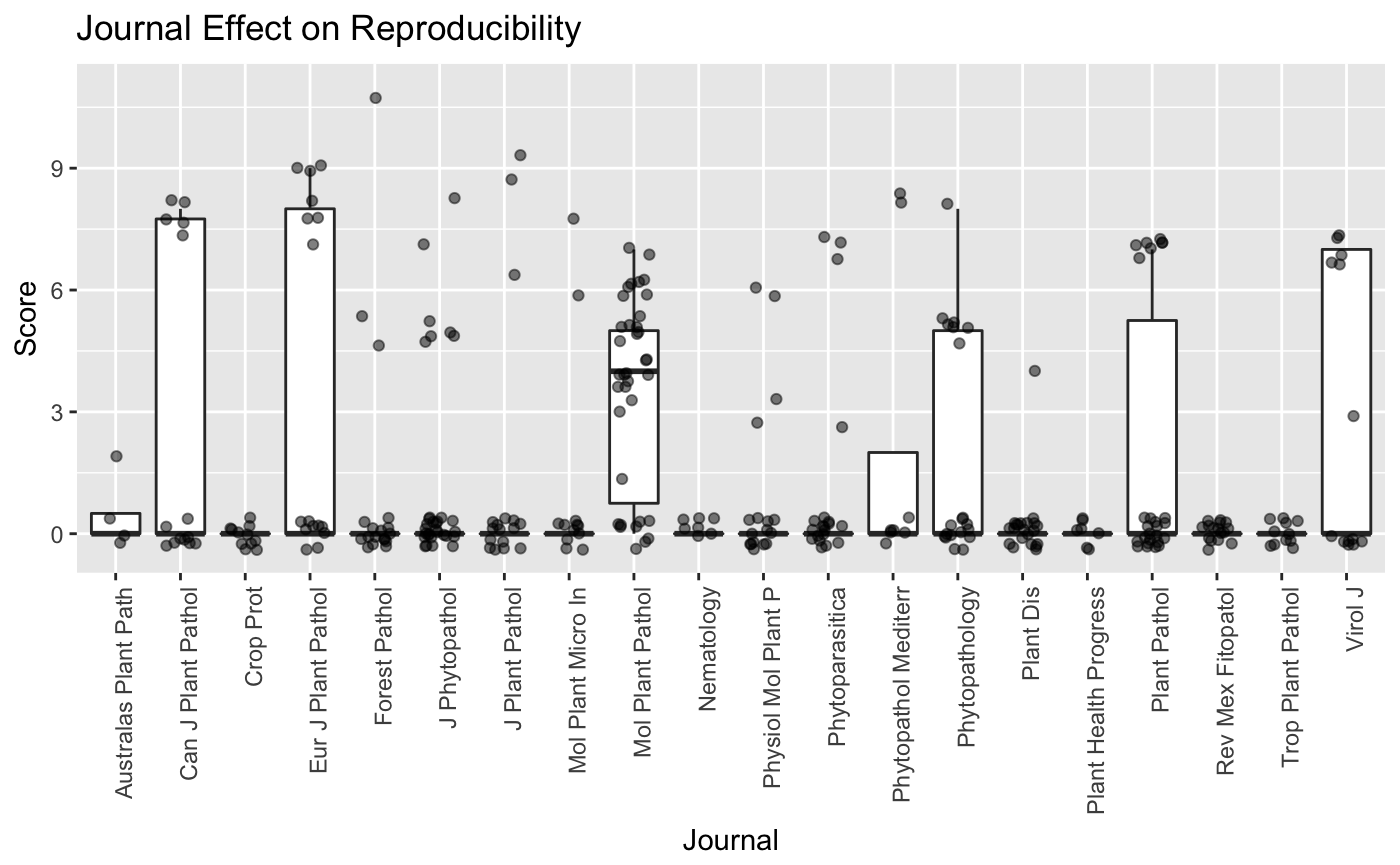 Journal Effect on Reproducibility
Score
9
6
3
0
Australas Plant Path
Can J Plant Pathol
Crop Prot
Eur J Plant Pathol
Forest Pathol
J Phytopathol
J Plant Pathol
Mol Plant Micro In
Mol Plant Pathol
Nematology
Physiol Mol Plant P
Phytoparasitica
Phytopathol Mediterr
Phytopathology
Plant Dis
Plant Health Progress
Plant Pathol
Rev Mex Fitopatol
Trop Plant Pathol
Virol J
Journal